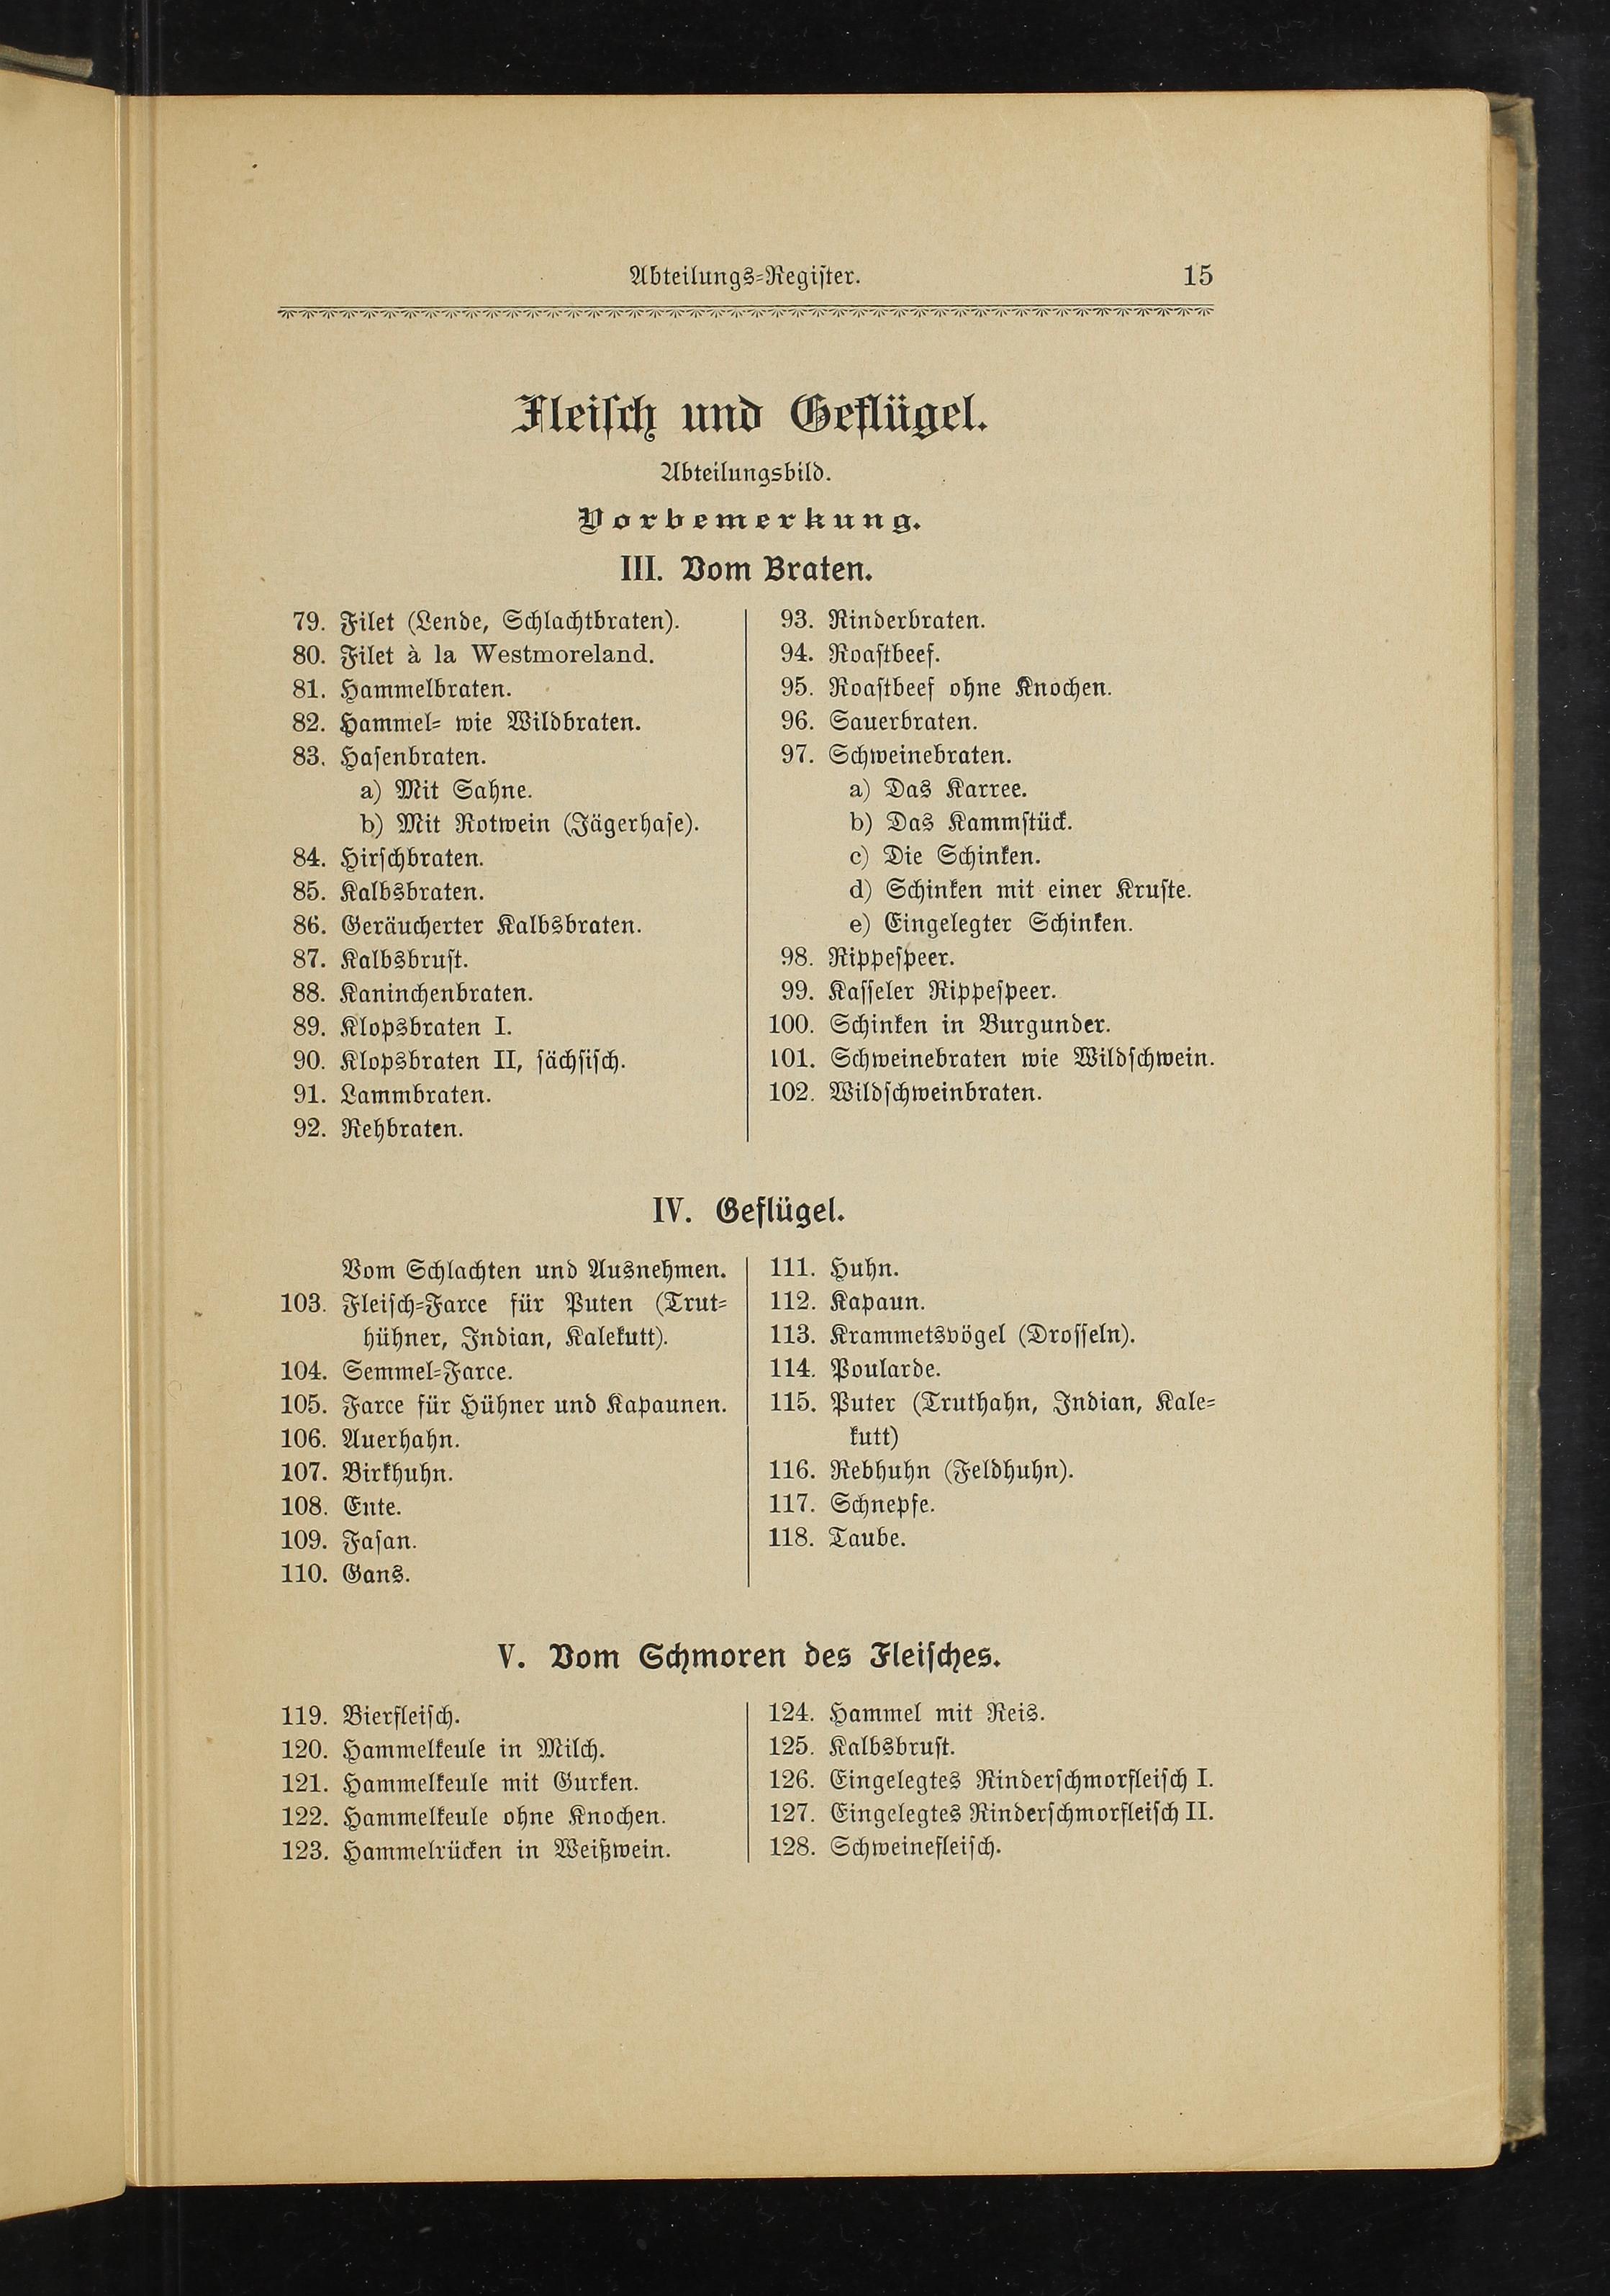 Abteilungs-Register. 15
Fleisch und Geflügel.
Abteilungsbild.
Vorbemerkung.
III. Vom Braten.
79. Filet (Lende, Schlachtbraten).
80. Filet à la Westmoreland.
81. Hammelbraten.
82. Hammel- wie Wildbraten.
83. Hasenbraten.
a) Mit Sahne.
b) Mit Rotwein (Jägerhase).
84. Hirschbraten.
85. Kalbsbraten.
86. Geräucherter Kalbsbraten.
87. Kalbsbrust.
88. Kaninchenbraten.
89. Klopsbraten I.
90. Klopsbraten II, sächsisch.
91. Lammbraten.
92. Rehbraten.
93. Rinderbraten.
94. Roastbeef.
95. Roastbeef ohne Knochen.
96. Sauerbraten.
97. Schweinebraten.
a) Das Karree.
b) Das Kammstück.
c) Die Schinken.
d) Schinken mit einer Kruste.
e) Eingelegter Schinken.
98. Rippespeer.
99. Kasseler Rippespeer.
100. Schinken in Burgunder.
101. Schweinebraten wie Wildschwein.
102. Wildschweinbraten.
IV. Geflügel.
Vom Schlachten und Ausnehmen.
103. Fleisch-Farce für Puten (Trut-
hühner, Indian, Kalekutt).
104. Semmel-Farce.
105. Farce für Hühner und Kapaunen.
106. Auerhahn.
107. Birkhuhn.
108. Ente.
109. Fasan.
110. Gans.
111. Huhn.
112. Kapaun.
113. Krammetsvögel (Drosseln).
114. Poularde.
115. Puter (Truthahn, Indian, Kale-
kutt)
116. Rebhuhn (Feldhuhn).
117. Schnepfe.
118. Taube.
V. Vom Schmoren des Fleisches.
119. Bierfleisch.
120. Hammelkeule in Milch.
121. Hammelkeule mit Gurken.
122. Hammelkeule ohne Knochen.
123. Hammelrücken in Weißwein.
124. Hammel mit Reis.
125. Kalbsbrust.
126. Eingelegtes Rinderschmorfleisch I.
127. Eingelegtes Rinderschmorfleisch II.
128. Schweinefleisch.